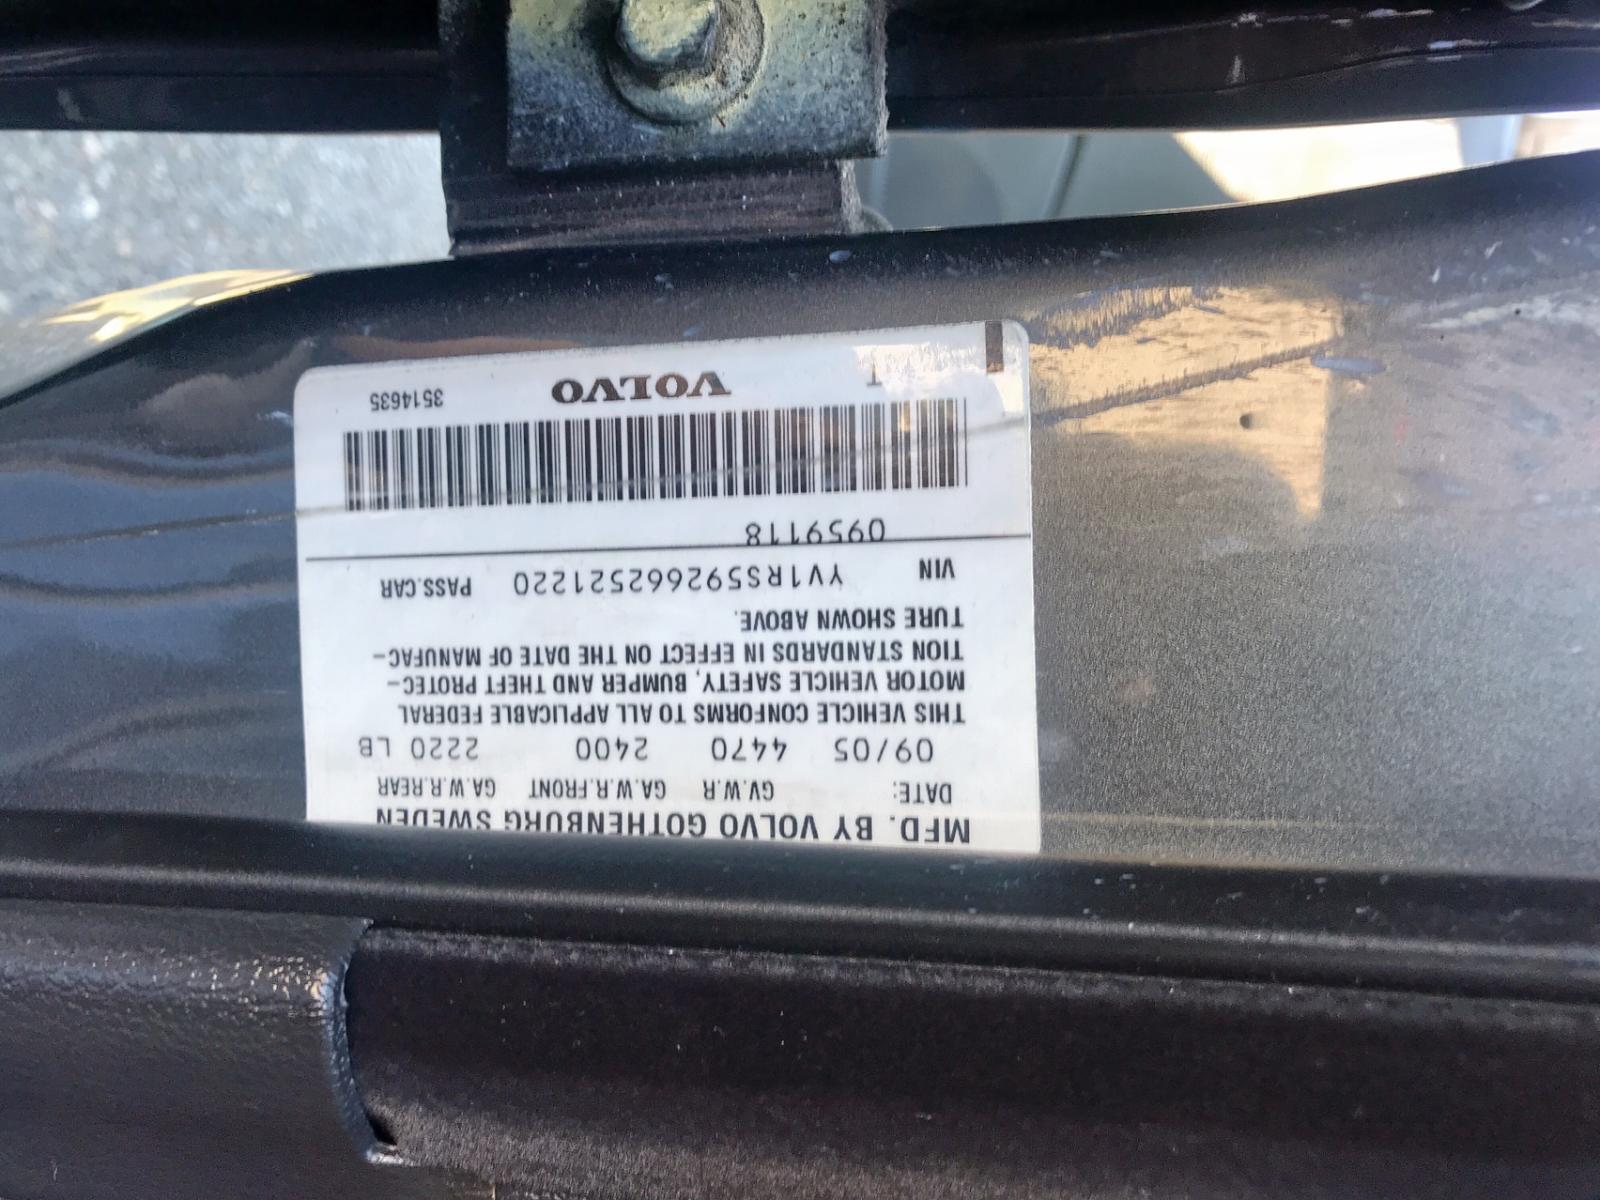 MFD. BY VOLVO GOTHENBURG SWEDEN
DATE: GV.W.R GA.W.R.FRONT GA.W.R.REAR
09/05 4470 2400 2220 LB
THIS VEHICLE CONFORMS TO ALL APPLICABLE FEDERAL
MOTOR VEHICLE SAFETY, BUMPER AND THEFT PROTEC-
TION STANDARDS IN EFFECT ON THE DATE OF MANUFAC-
TURE SHOWN ABOVE.
VIN YV1RS592662521220 PASS.CAR
0959118
T VOLVO 3514635